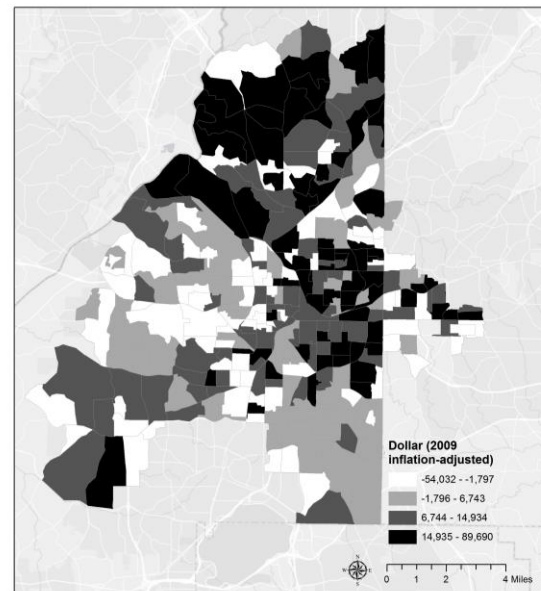 Dollar (2009
inflation-adjusted)
-54,032 - -1,797
-1,796 - 6,743
6,744 - 14,934
14,935 - 89,690
N
W E
S
0 1 2 4 Miles